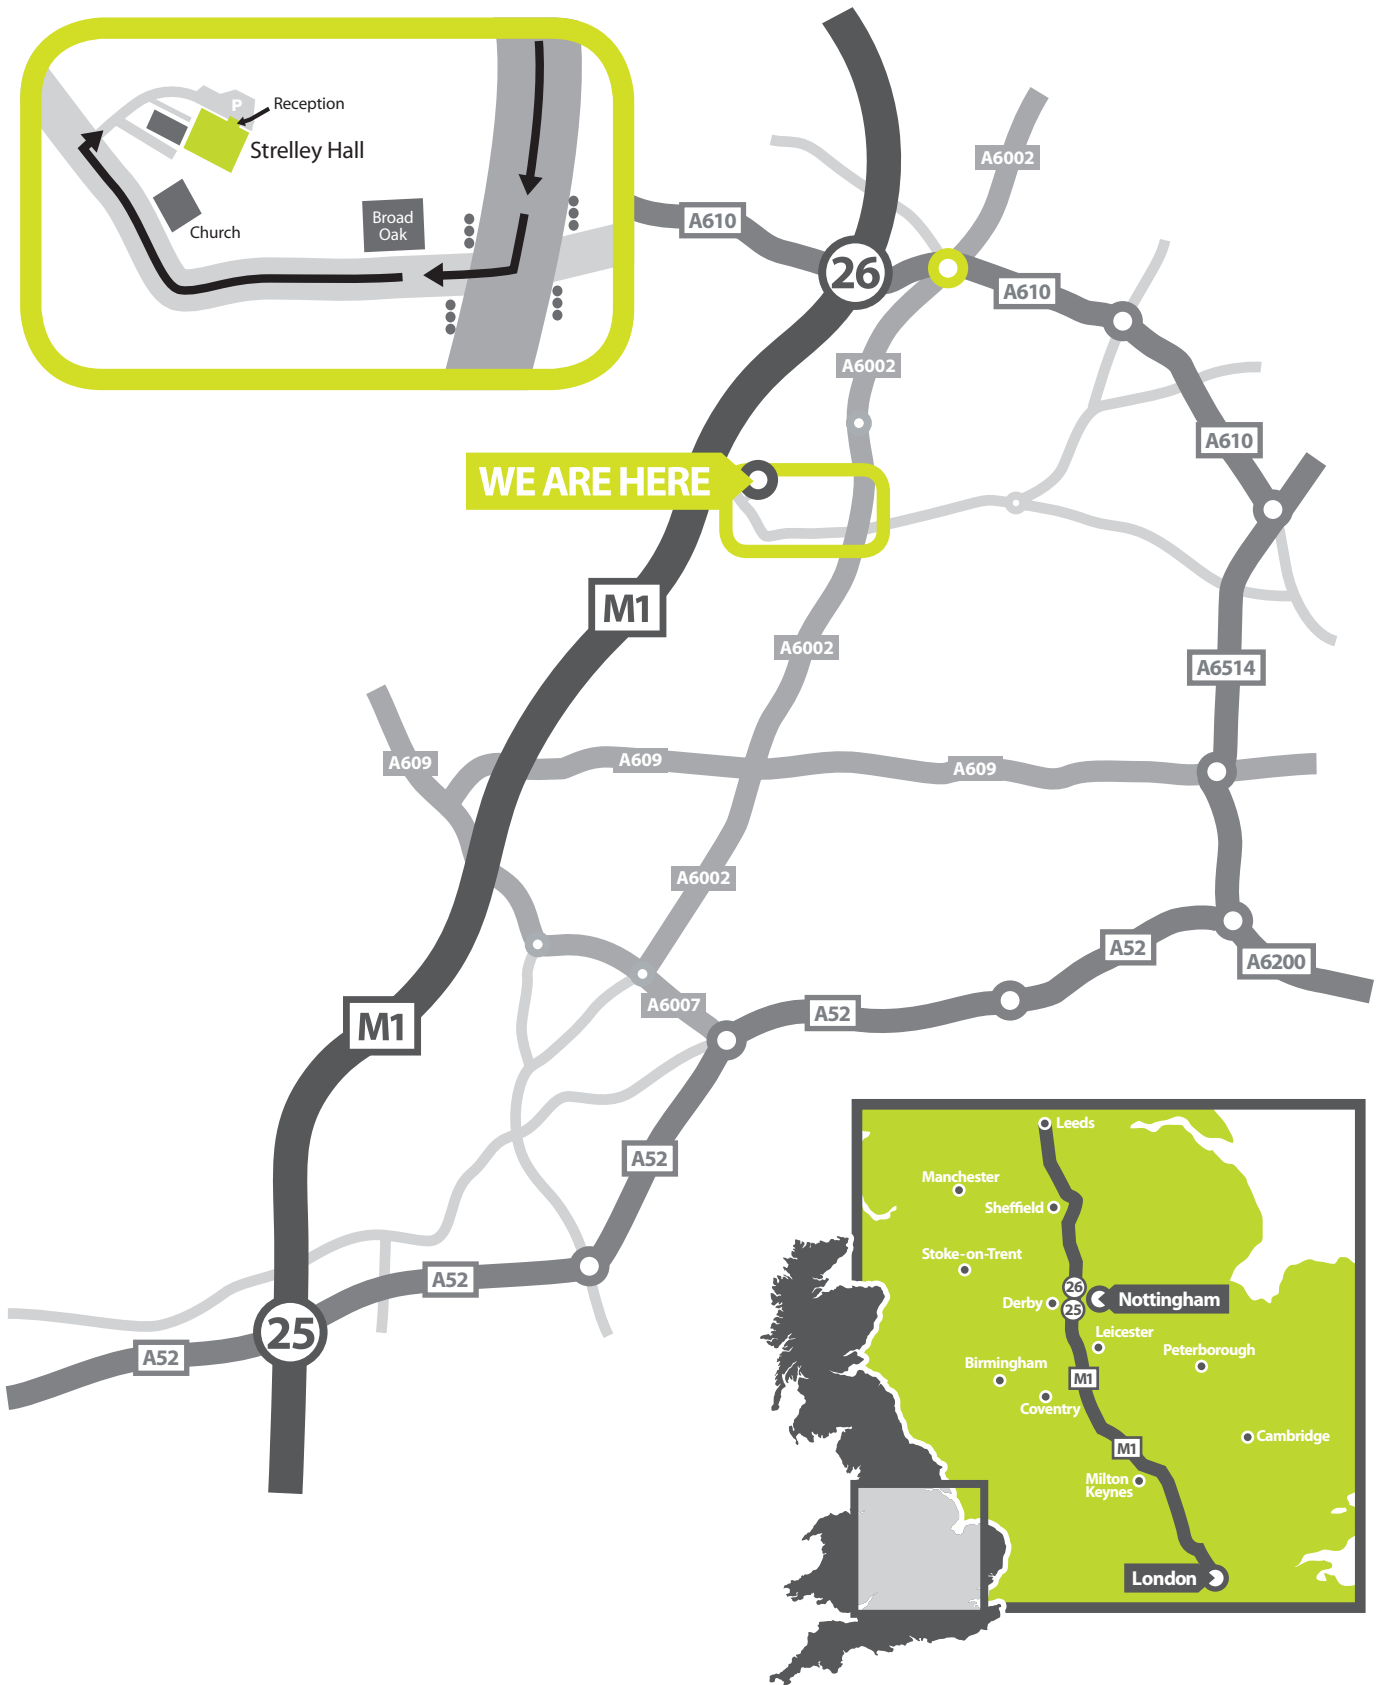 P
Reception
Strelley Hall
Church
Broad
Oak
A6002
A610
26
A610
A6002
A610
WE ARE HERE
M1
A6002
A6514
A609
A609
A609
A6002
A52
A6200
A6007
A52
M1
A52
A52
25
A52
Leeds
Manchester
Sheffield
Stoke-on-Trent
26
Nottingham
Derby
25
Leicester
Peterborough
Birmingham
M1
Coventry
Cambridge
M1
Milton
Keynes
London